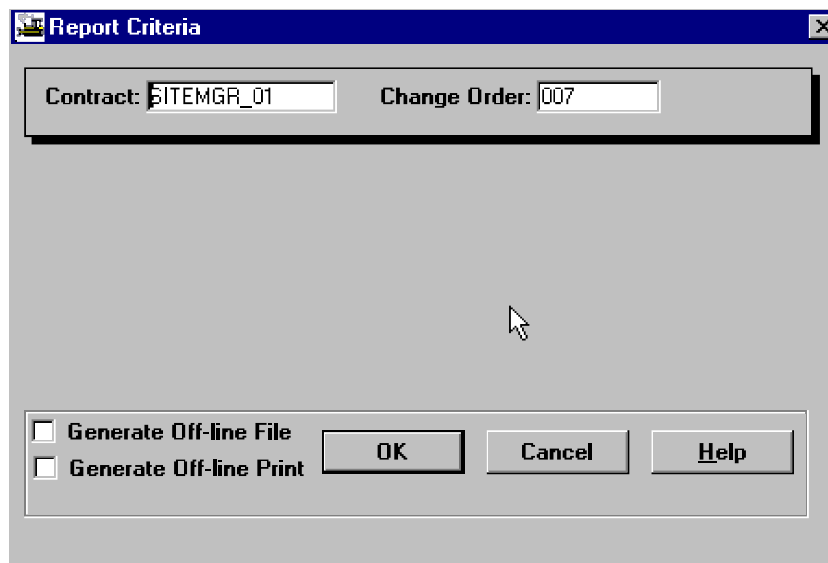 Report Criteria
Contract: SITEMGR_01 Change Order: 007
Generate Off-line File
Generate Off-line Print
OK Cancel Help